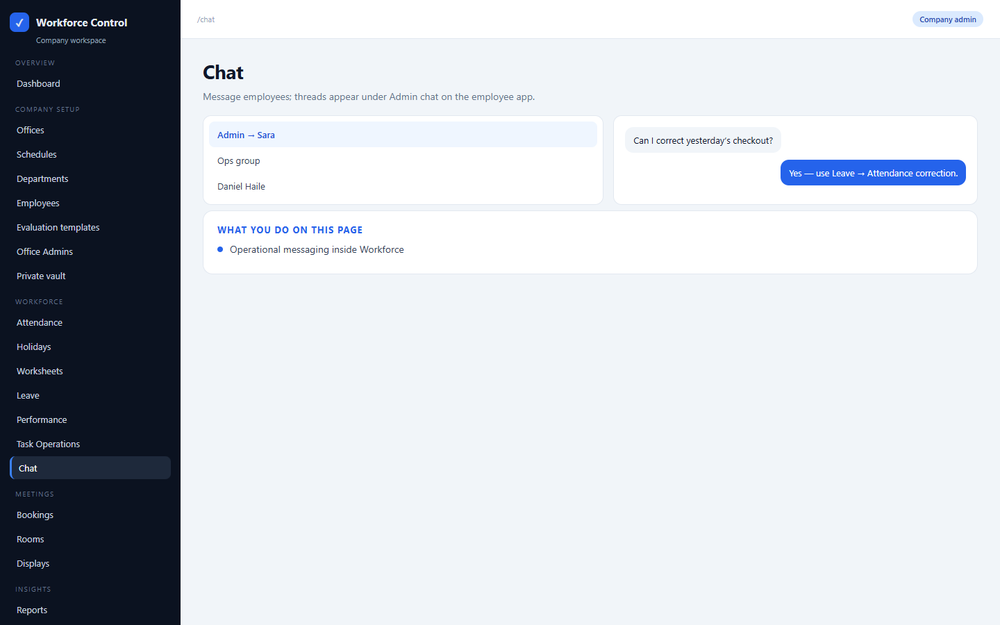 Workforce Control
Company workspace
OVERVIEW
Dashboard
COMPANY SETUP
Offices
Schedules
Departments
Employees
Evaluation templates
Office Admins
Private vault
WORKFORCE
Attendance
Holidays
Worksheets
Leave
Performance
Task Operations
Chat
MEETINGS
Bookings
Rooms
Displays
INSIGHTS
Reports
/chat
Company admin
Chat
Message employees; threads appear under Admin chat on the employee app.
Admin → Sara
Ops group
Daniel Haile
Can I correct yesterday's checkout?
Yes — use Leave → Attendance correction.
WHAT YOU DO ON THIS PAGE
Operational messaging inside Workforce